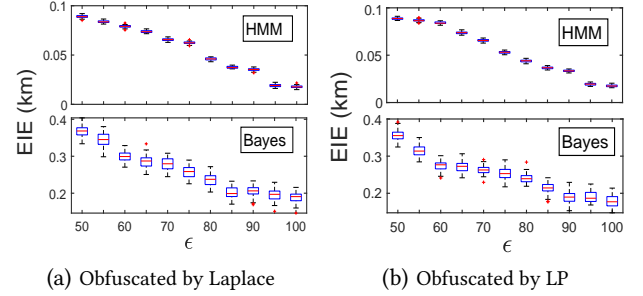 0.1
0.05
0
HMM
EIE (km)
0.4
0.3
0.2
Bayes
50 60 70 80 90 100
ϵ
(a) Obfuscated by Laplace
0.1
0.05
0
HMM
EIE (km)
0.4
0.3
0.2
Bayes
50 60 70 80 90 100
ϵ
(b) Obfuscated by LP